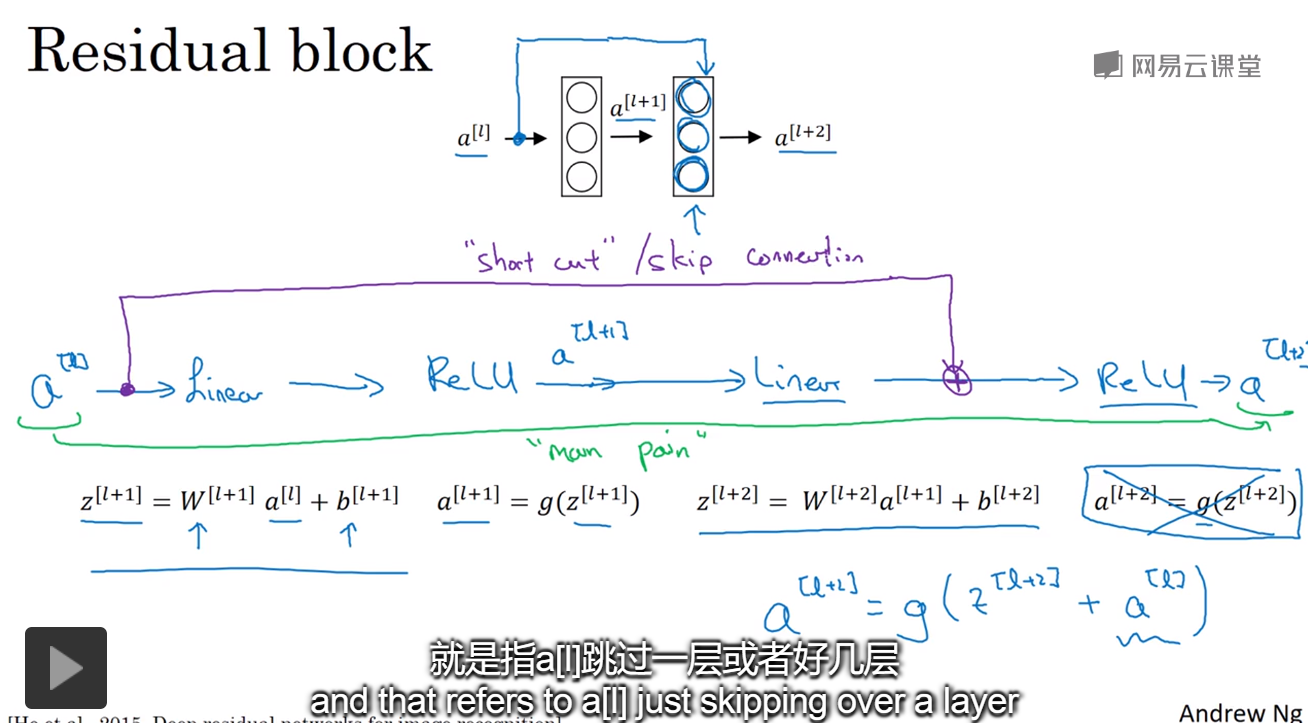 Residual block
网易云课堂
a[l]
a[l+1]
a[l+2]
"short cut" /skip connection
a[l] → Linear → ReLU a[l+1] → Linear → ReLU → a[l+2]
"main pain"
z[l+1] = W[l+1] a[l] + b[l+1] a[l+1] = g(z[l+1]) z[l+2] = W[l+2]a[l+1] + b[l+2] a[l+2] = g(z[l+2])
a[l+2] = g(z[l+2] + a[l])
就是指a[l]跳过一层或者好几层
and that refers to a[l] just skipping over a layer
[He et al., 2015. Deep residual networks for image recognition]
Andrew Ng